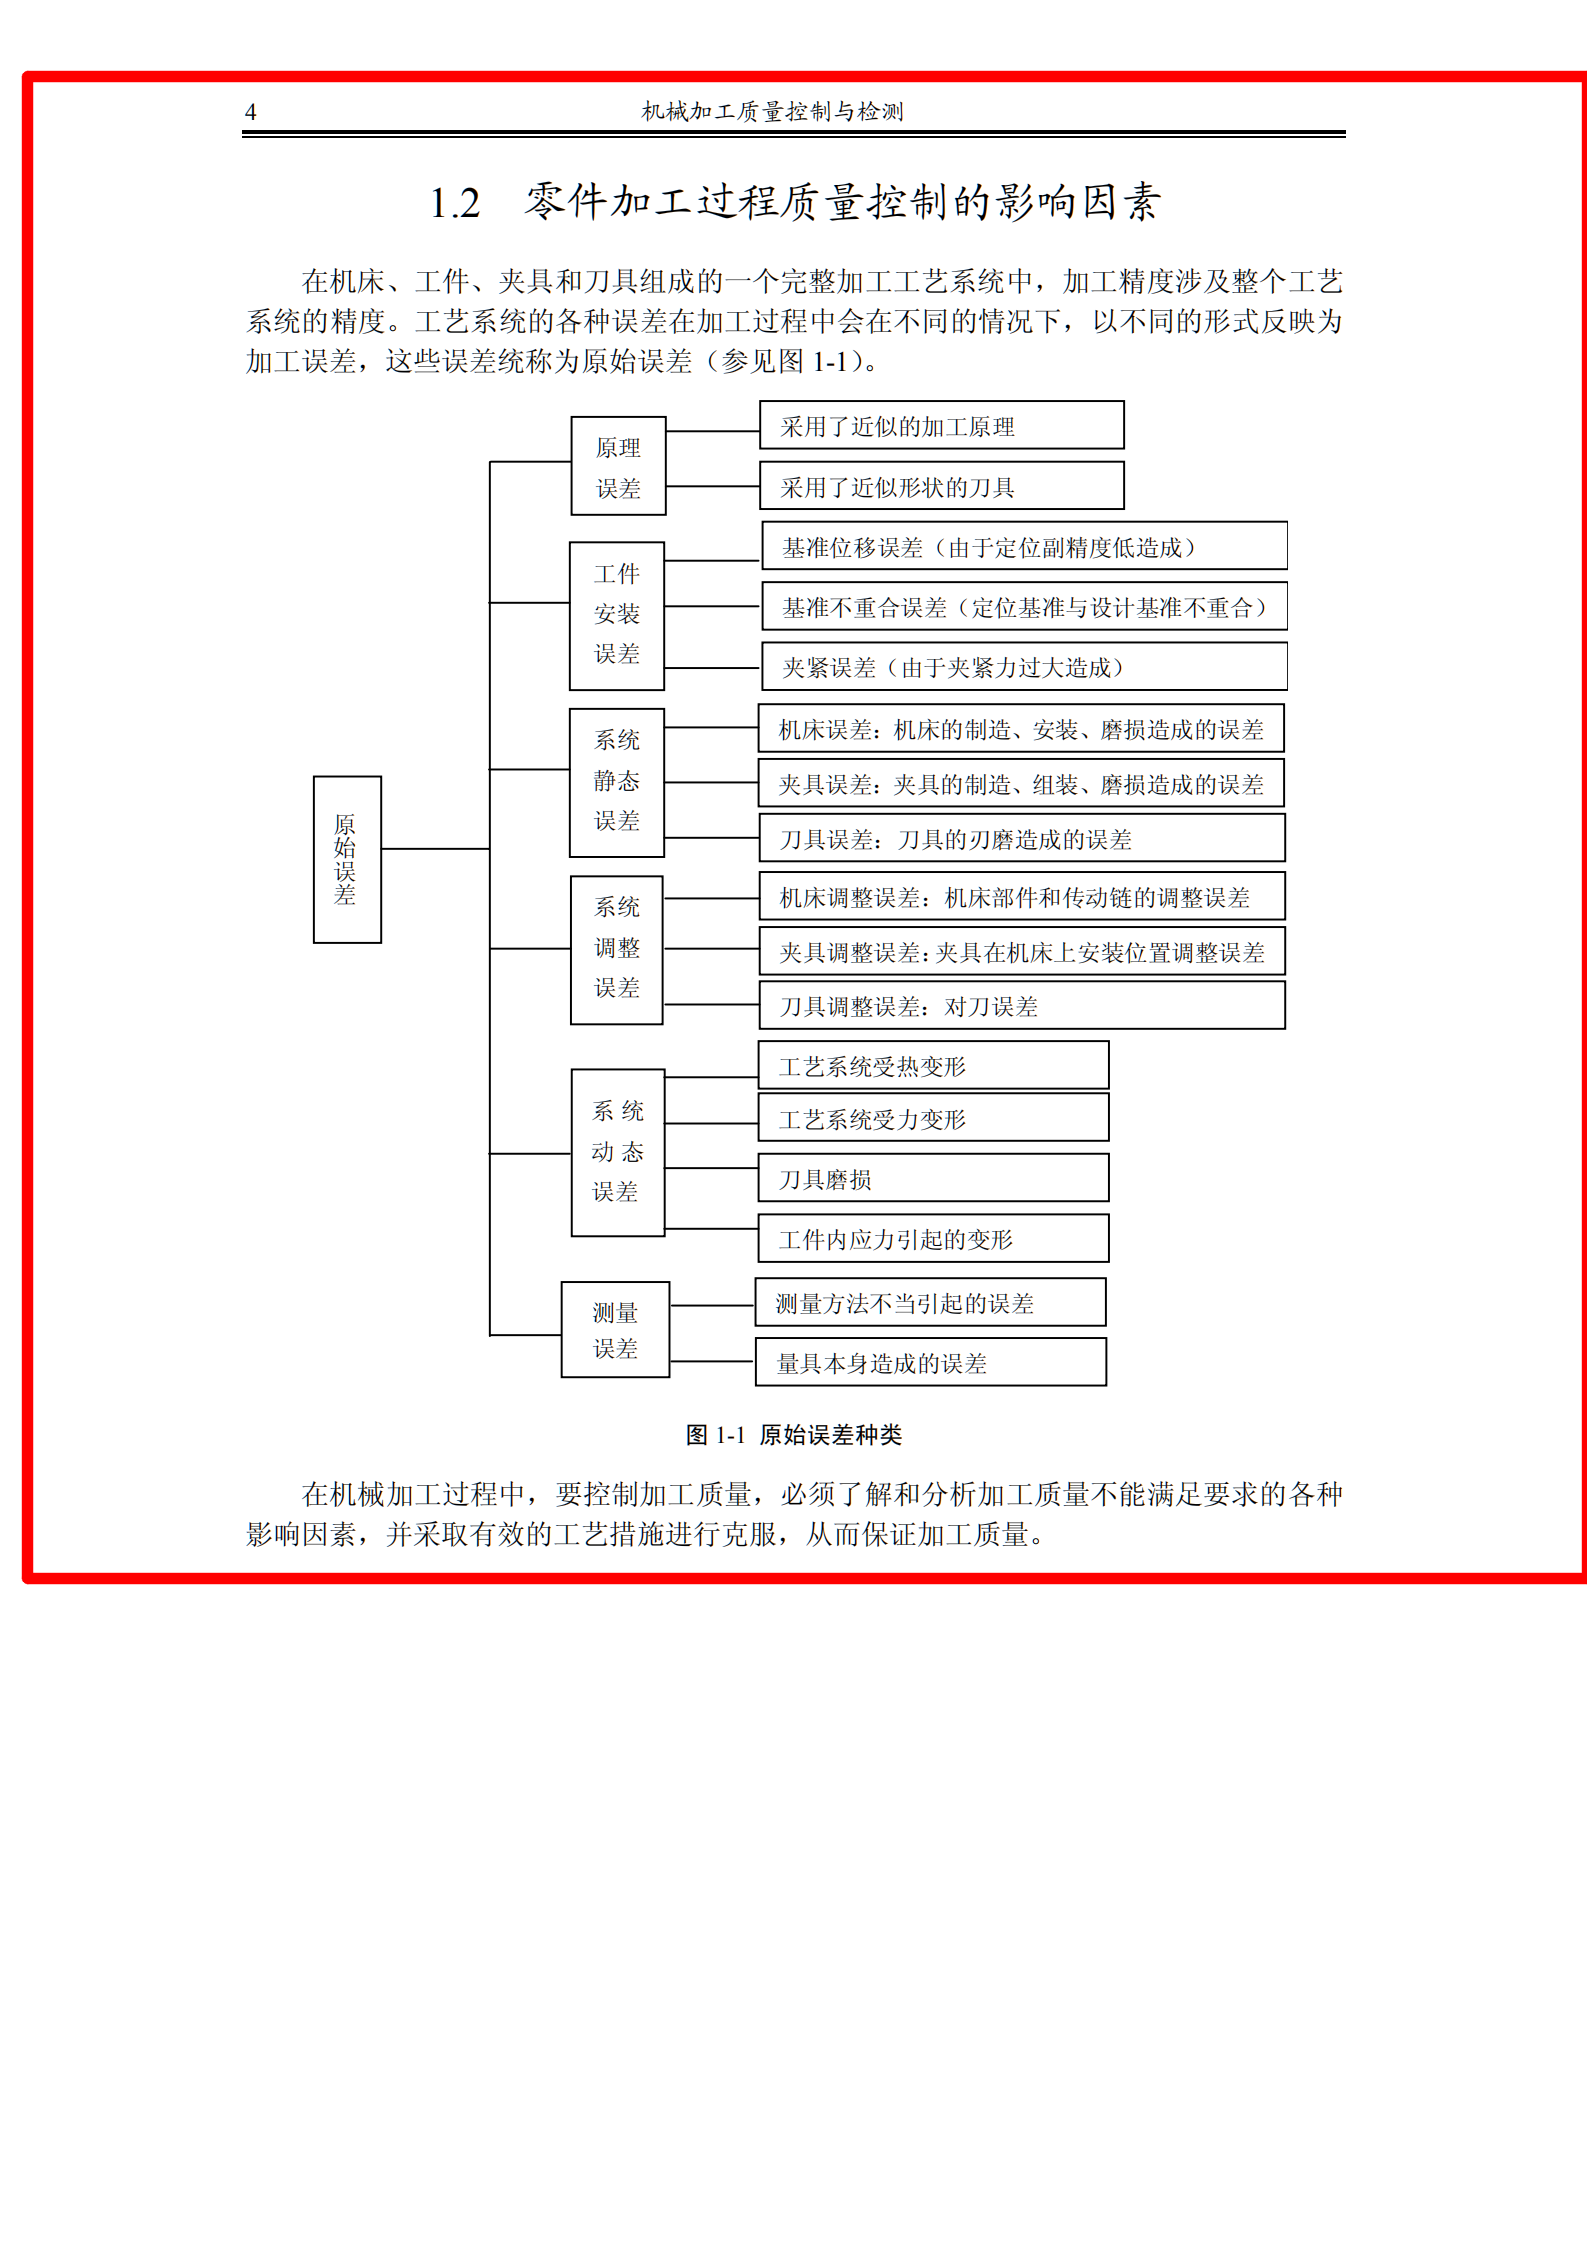 4 机械加工质量控制与检测
1.2 零件加工过程质量控制的影响因素
在机床、工件、夹具和刀具组成的一个完整加工工艺系统中，加工精度涉及整个工艺
系统的精度。工艺系统的各种误差在加工过程中会在不同的情况下，以不同的形式反映为
加工误差，这些误差统称为原始误差（参见图 1-1）。
原
始
误
差
原理
误差
采用了近似的加工原理
采用了近似形状的刀具
工件
安装
误差
基准位移误差（由于定位副精度低造成）
基准不重合误差（定位基准与设计基准不重合）
夹紧误差（由于夹紧力过大造成）
系统
静态
误差
机床误差：机床的制造、安装、磨损造成的误差
夹具误差：夹具的制造、组装、磨损造成的误差
刀具误差：刀具的刃磨造成的误差
系统
调整
误差
机床调整误差：机床部件和传动链的调整误差
夹具调整误差：夹具在机床上安装位置调整误差
刀具调整误差：对刀误差
系 统
动 态
误差
工艺系统受热变形
工艺系统受力变形
刀具磨损
工件内应力引起的变形
测量
误差
测量方法不当引起的误差
量具本身造成的误差
图 1-1 原始误差种类
在机械加工过程中，要控制加工质量，必须了解和分析加工质量不能满足要求的各种
影响因素，并采取有效的工艺措施进行克服，从而保证加工质量。